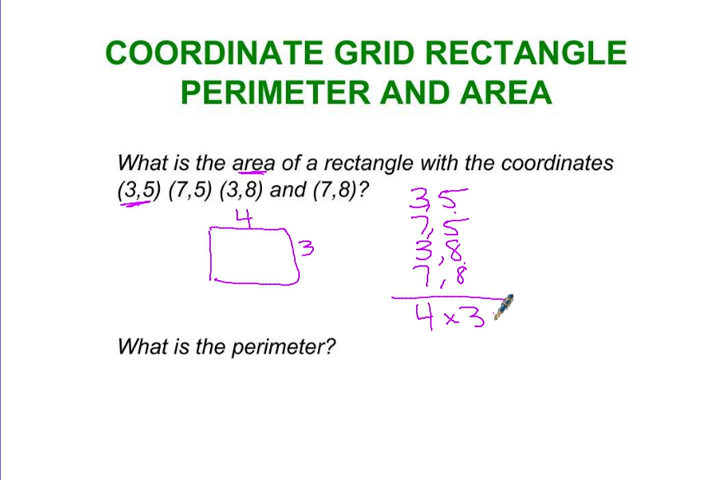 COORDINATE GRID RECTANGLE
PERIMETER AND AREA
What is the area of a rectangle with the coordinates
(3,5) (7,5) (3,8) and (7,8)?
4
3
3,5
7,5
3,8
7,8
4 x 3
What is the perimeter?